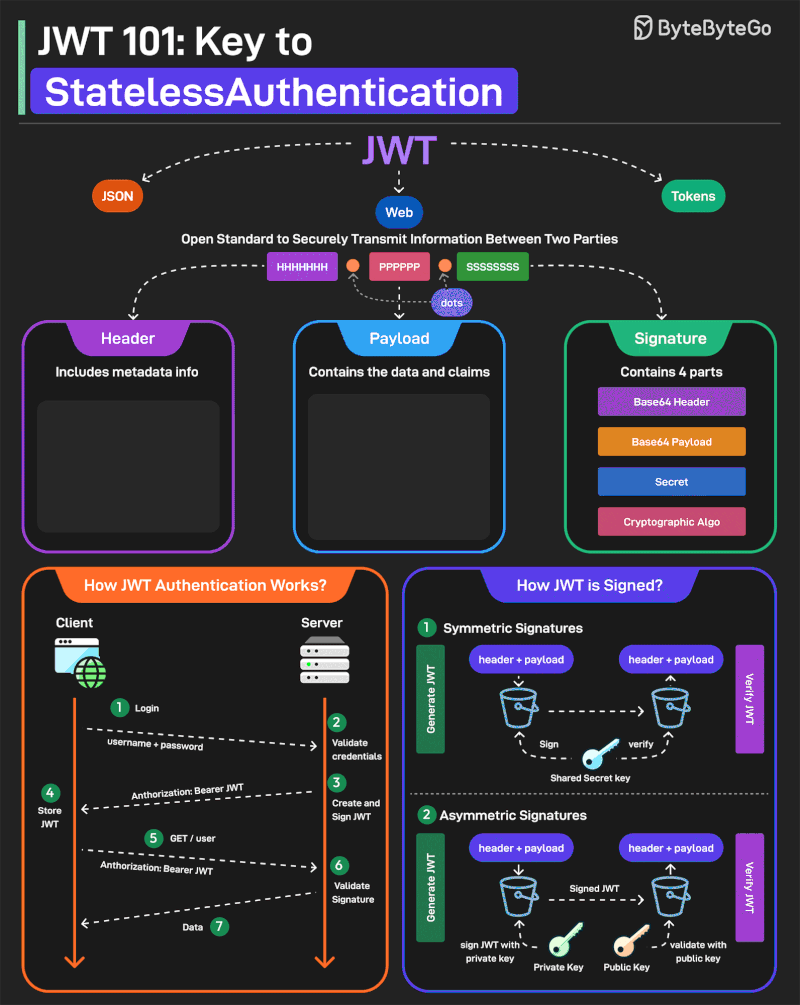 JWT 101: Key to
StatelessAuthentication
ByteByteGo
JWT
JSON
Web
Tokens
Open Standard to Securely Transmit Information Between Two Parties
HHHHHHH
PPPPPP
SSSSSSSS
dots
Header
Includes metadata info
Payload
Contains the data and claims
Signature
Contains 4 parts
Base64 Header
Base64 Payload
Secret
Cryptographic Algo
How JWT Authentication Works?
Client
Server
1 Login
username + password
2
Validate
credentials
3
Create and
Sign JWT
Anthorization: Bearer JWT
4
Store
JWT
5 GET / user
Anthorization: Bearer JWT
6
Validate
Signature
Data 7
How JWT is Signed?
1 Symmetric Signatures
Generate JWT
header + payload
header + payload
Verify JWT
Sign
verify
Shared Secret key
2 Asymmetric Signatures
Generate JWT
header + payload
header + payload
Verify JWT
Signed JWT
sign JWT with
private key
Private Key
Public Key
validate with
public key